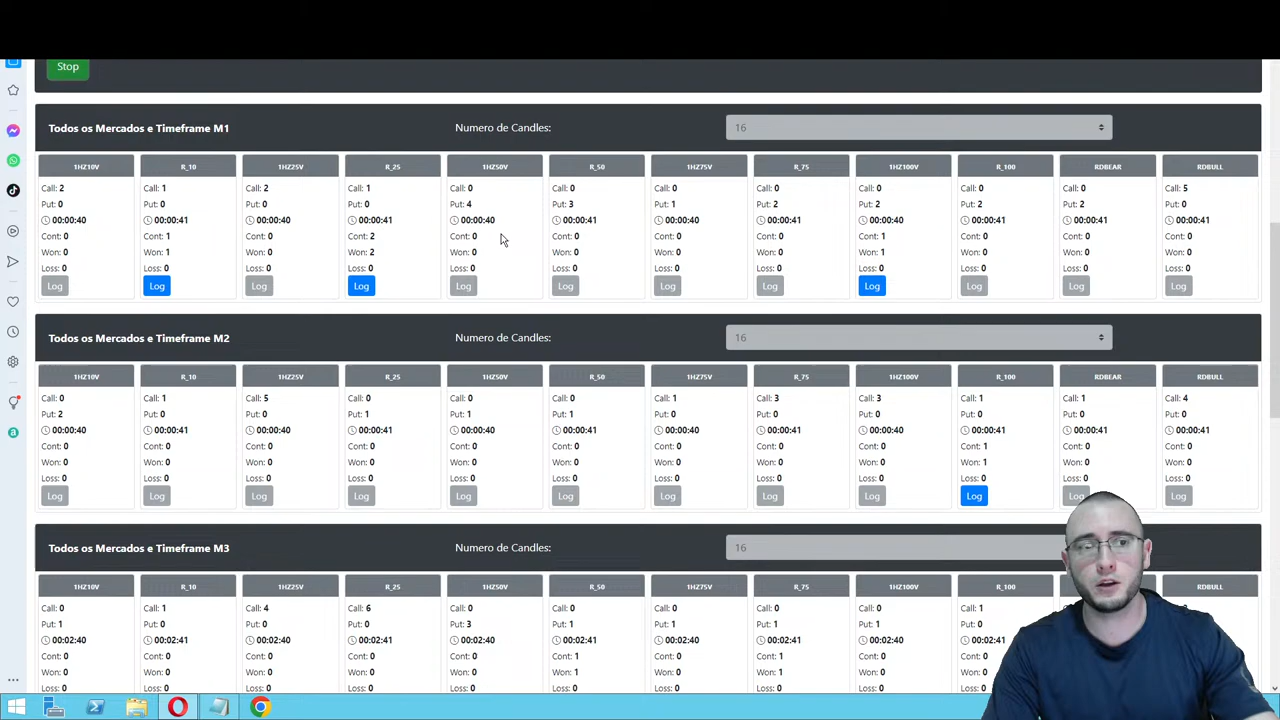 Stop
Todos os Mercados e Timeframe M1 Numero de Candles: 16
1HZ10V R_10 1HZ25V R_25 1HZ50V R_50 1HZ75V R_75 1HZ100V R_100 RDBEAR RDBULL
Call: 2 Call: 1 Call: 2 Call: 1 Call: 0 Call: 0 Call: 0 Call: 0 Call: 0 Call: 0 Call: 0 Call: 5
Put: 0 Put: 0 Put: 0 Put: 0 Put: 4 Put: 3 Put: 1 Put: 2 Put: 2 Put: 2 Put: 2 Put: 0
00:00:40 00:00:41 00:00:40 00:00:41 00:00:40 00:00:41 00:00:40 00:00:41 00:00:40 00:00:41 00:00:41 00:00:41
Cont: 0 Cont: 1 Cont: 0 Cont: 2 Cont: 0 Cont: 0 Cont: 0 Cont: 0 Cont: 1 Cont: 0 Cont: 0 Cont: 0
Won: 0 Won: 1 Won: 0 Won: 2 Won: 0 Won: 0 Won: 0 Won: 0 Won: 1 Won: 0 Won: 0 Won: 0
Loss: 0 Loss: 0 Loss: 0 Loss: 0 Loss: 0 Loss: 0 Loss: 0 Loss: 0 Loss: 0 Loss: 0 Loss: 0 Loss: 0
Log Log Log Log Log Log Log Log Log Log Log Log
Todos os Mercados e Timeframe M2 Numero de Candles: 16
1HZ10V R_10 1HZ25V R_25 1HZ50V R_50 1HZ75V R_75 1HZ100V R_100 RDBEAR RDBULL
Call: 0 Call: 1 Call: 5 Call: 0 Call: 0 Call: 0 Call: 1 Call: 3 Call: 3 Call: 1 Call: 1 Call: 4
Put: 2 Put: 0 Put: 0 Put: 1 Put: 1 Put: 1 Put: 0 Put: 0 Put: 0 Put: 0 Put: 0 Put: 0
00:00:40 00:00:41 00:00:40 00:00:41 00:00:40 00:00:41 00:00:40 00:00:41 00:00:40 00:00:41 00:00:41 00:00:41
Cont: 0 Cont: 0 Cont: 0 Cont: 0 Cont: 0 Cont: 0 Cont: 0 Cont: 0 Cont: 0 Cont: 1 Cont: 0 Cont: 0
Won: 0 Won: 0 Won: 0 Won: 0 Won: 0 Won: 0 Won: 0 Won: 0 Won: 0 Won: 1 Won: 0 Won: 0
Loss: 0 Loss: 0 Loss: 0 Loss: 0 Loss: 0 Loss: 0 Loss: 0 Loss: 0 Loss: 0 Loss: 0 Loss: 0 Loss: 0
Log Log Log Log Log Log Log Log Log Log Log Log
Todos os Mercados e Timeframe M3 Numero de Candles: 16
1HZ10V R_10 1HZ25V R_25 1HZ50V R_50 1HZ75V R_75 1HZ100V R_100 RDBULL
Call: 0 Call: 1 Call: 4 Call: 6 Call: 0 Call: 0 Call: 0 Call: 0 Call: 0 Call: 1
Put: 1 Put: 0 Put: 0 Put: 0 Put: 3 Put: 1 Put: 1 Put: 1 Put: 1 Put: 0
00:02:40 00:02:41 00:02:40 00:02:41 00:02:40 00:02:41 00:02:40 00:02:41 00:02:40 00:02:41
Cont: 0 Cont: 0 Cont: 0 Cont: 0 Cont: 0 Cont: 1 Cont: 0 Cont: 1 Cont: 0 Cont: 0
Won: 0 Won: 0 Won: 0 Won: 0 Won: 0 Won: 1 Won: 0 Won: 1 Won: 0 Won: 0
Loss: 0 Loss: 0 Loss: 0 Loss: 0 Loss: 0 Loss: 0 Loss: 0 Loss: 0 Loss: 0